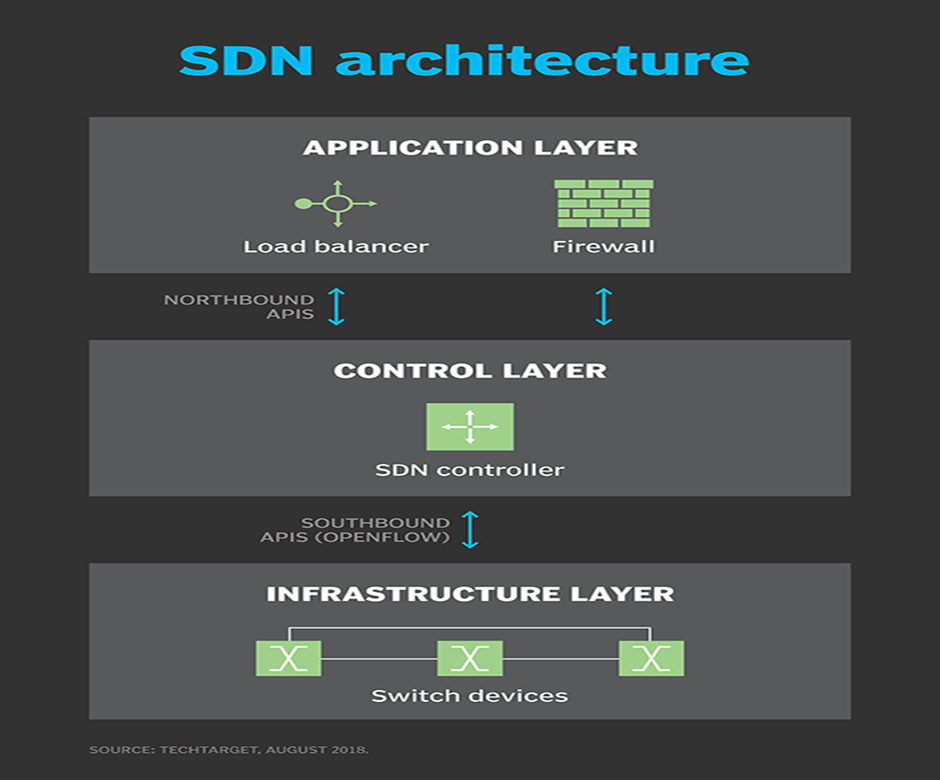 SDN architecture
APPLICATION LAYER
Load balancer
Firewall
NORTHBOUND
APIS
CONTROL LAYER
SDN controller
SOUTHBOUND
APIS (OPENFLOW)
INFRASTRUCTURE LAYER
Switch devices
SOURCE: TECHTARGET, AUGUST 2018.